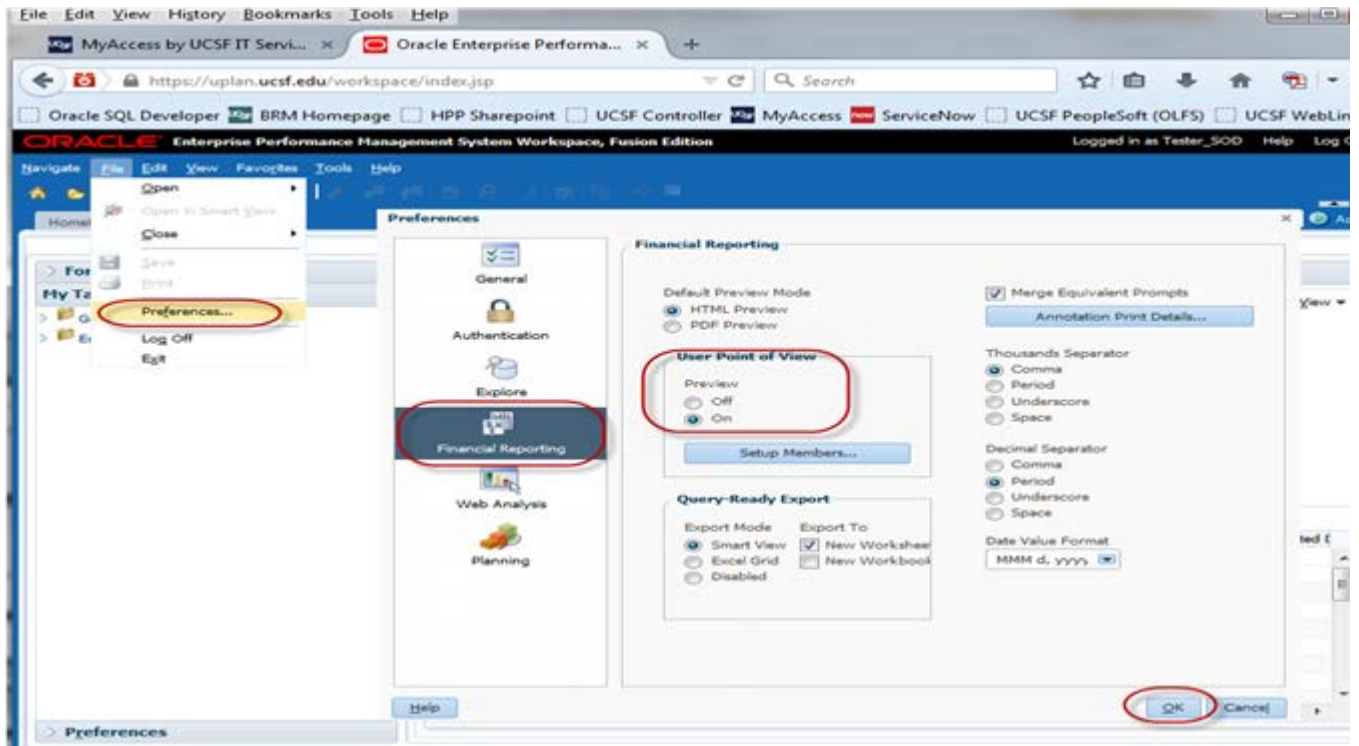 File Edit View History Bookmarks Tools Help
MyAccess by UCSF IT Servi... × Oracle Enterprise Performa... × +
https://uplan.ucsf.edu/workspace/index.jsp Search
Oracle SQL Developer BRM Homepage HPP Sharepoint UCSF Controller MyAccess ServiceNow UCSF PeopleSoft (OLFS) UCSF WebLin
ORACLE Enterprise Performance Management System Workspace, Fusion Edition Logged in as Tester_SOD Help Log
Navigate File Edit View Favorites Tools Help
Open
Open in Smart View
Close
Save
Print
Preferences...
Log Off
Exit
Home
For
My Ta
Preferences
Preferences ×
General
Authentication
Explore
Financial Reporting
Web Analysis
Planning
Financial Reporting
Default Preview Mode
HTML Preview
PDF Preview
User Point of View
Preview
Off
On
Setup Members...
Query-Ready Export
Export Mode Export To
Smart View New Workshee
Excel Grid New Workbook
Disabled
Merge Equivalent Prompts
Annotation Print Details...
Thousands Separator
Comma
Period
Underscore
Space
Decimal Separator
Comma
Period
Underscore
Space
Date Value Format
MMM d, yyyy
Help OK Cancel
View